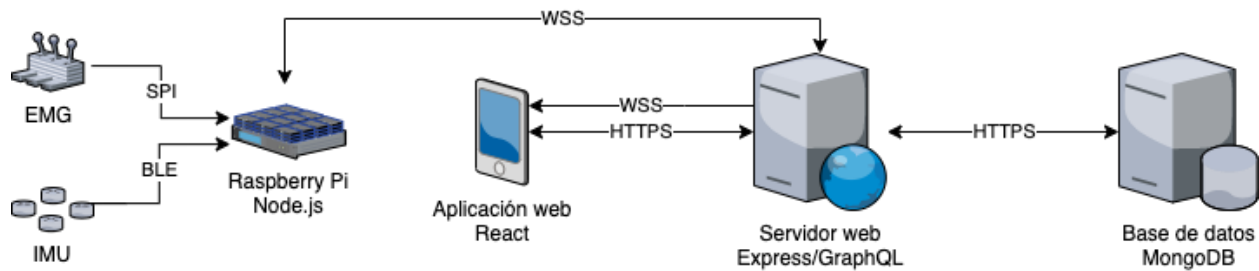 WSS
EMG
SPI
BLE
IMU
Raspberry Pi
Node.js
WSS
HTTPS
Aplicación web
React
Servidor web
Express/GraphQL
HTTPS
Base de datos
MongoDB